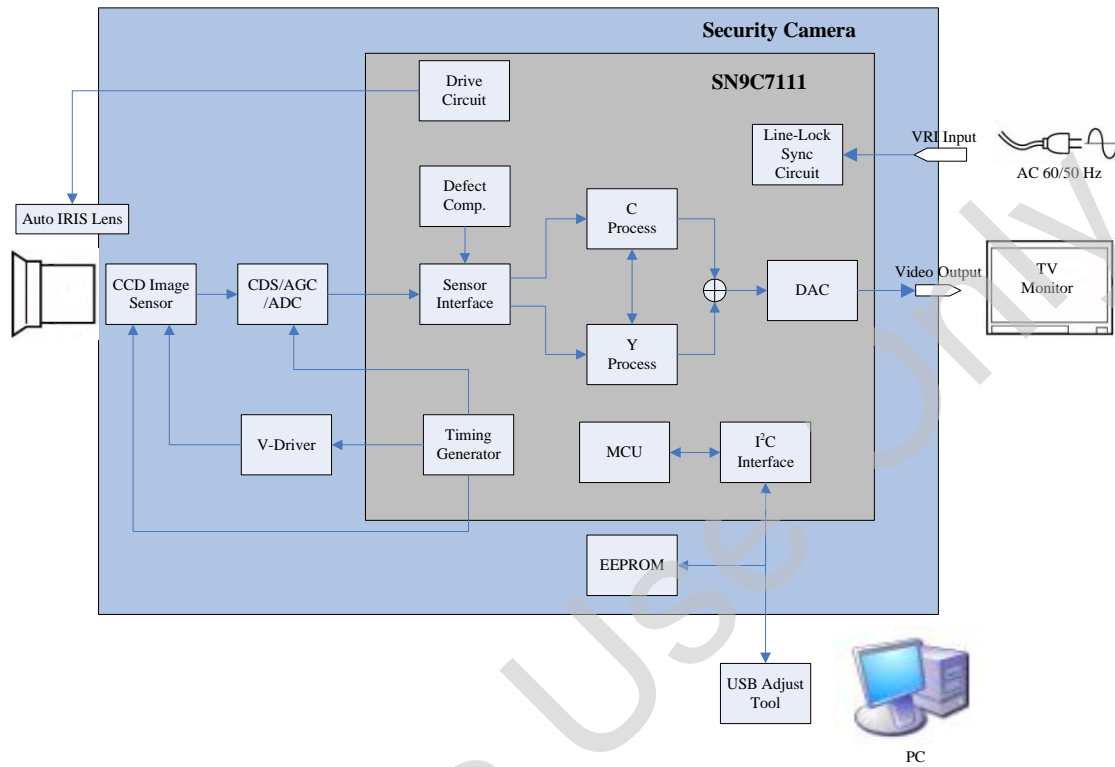 Security Camera
SN9C7111
Drive
Circuit
Line-Lock
Sync
Circuit
VRI Input
AC 60/50 Hz
Defect
Comp.
C
Process
Auto IRIS Lens
CCD Image
Sensor
CDS/AGC
/ADC
Sensor
Interface
DAC
Video Output
TV
Monitor
Y
Process
V-Driver
Timing
Generator
MCU
I²C
Interface
EEPROM
USB Adjust
Tool
PC
Use Only